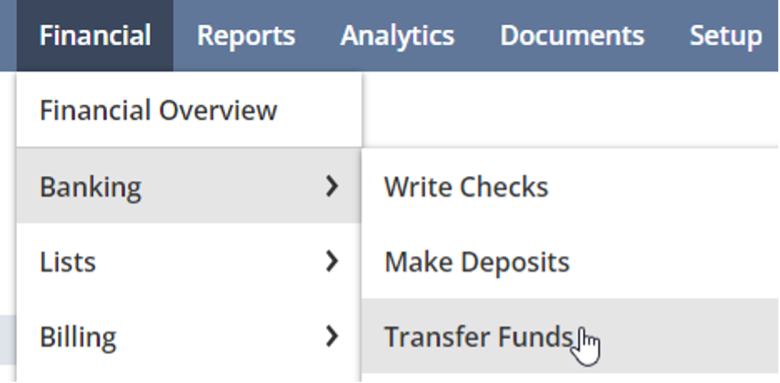 Financial Reports Analytics Documents Setup
Financial Overview
Banking Write Checks
Lists Make Deposits
Billing Transfer Funds